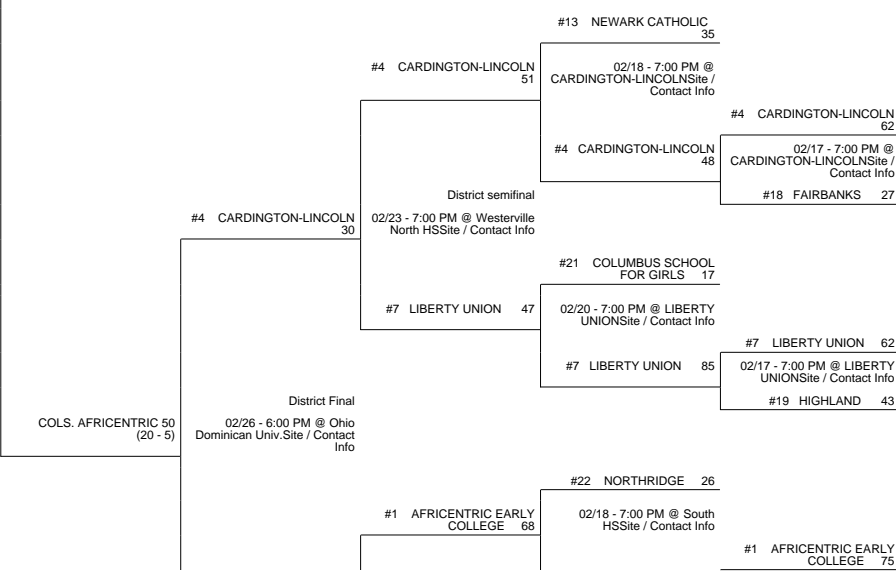 #13 NEWARK CATHOLIC
35
#4 CARDINGTON-LINCOLN
51
02/18 - 7:00 PM @
CARDINGTON-LINCOLNSite /
Contact Info
#4 CARDINGTON-LINCOLN
62
#4 CARDINGTON-LINCOLN
48
02/17 - 7:00 PM @
CARDINGTON-LINCOLNSite /
Contact Info
District semifinal
#18 FAIRBANKS 27
#4 CARDINGTON-LINCOLN
30
02/23 - 7:00 PM @ Westerville
North HSSite / Contact Info
#21 COLUMBUS SCHOOL
FOR GIRLS 17
#7 LIBERTY UNION 47
02/20 - 7:00 PM @ LIBERTY
UNIONSite / Contact Info
#7 LIBERTY UNION 62
#7 LIBERTY UNION 85
02/17 - 7:00 PM @ LIBERTY
UNIONSite / Contact Info
District Final
#19 HIGHLAND 43
COLS. AFRICENTRIC 50
(20 - 5)
02/26 - 6:00 PM @ Ohio
Dominican Univ.Site / Contact
Info
#22 NORTHRIDGE 26
#1 AFRICENTRIC EARLY
COLLEGE 68
02/18 - 7:00 PM @ South
HSSite / Contact Info
#1 AFRICENTRIC EARLY
COLLEGE 75